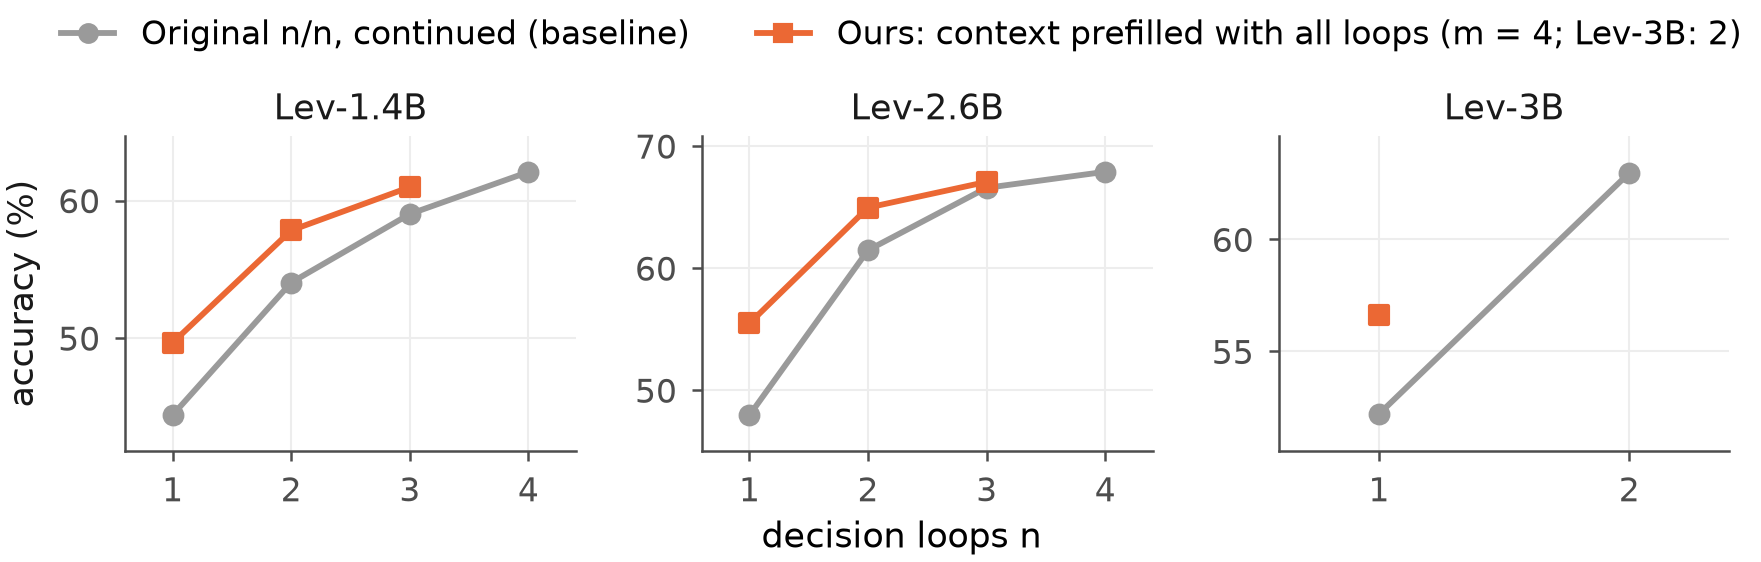 Original n/n, continued (baseline)
Ours: context prefilled with all loops (m = 4; Lev-3B: 2)
Lev-1.4B
Lev-2.6B
Lev-3B
accuracy (%)
60
50
1 2 3 4
70
60
50
1 2 3 4
60
55
1 2
decision loops n